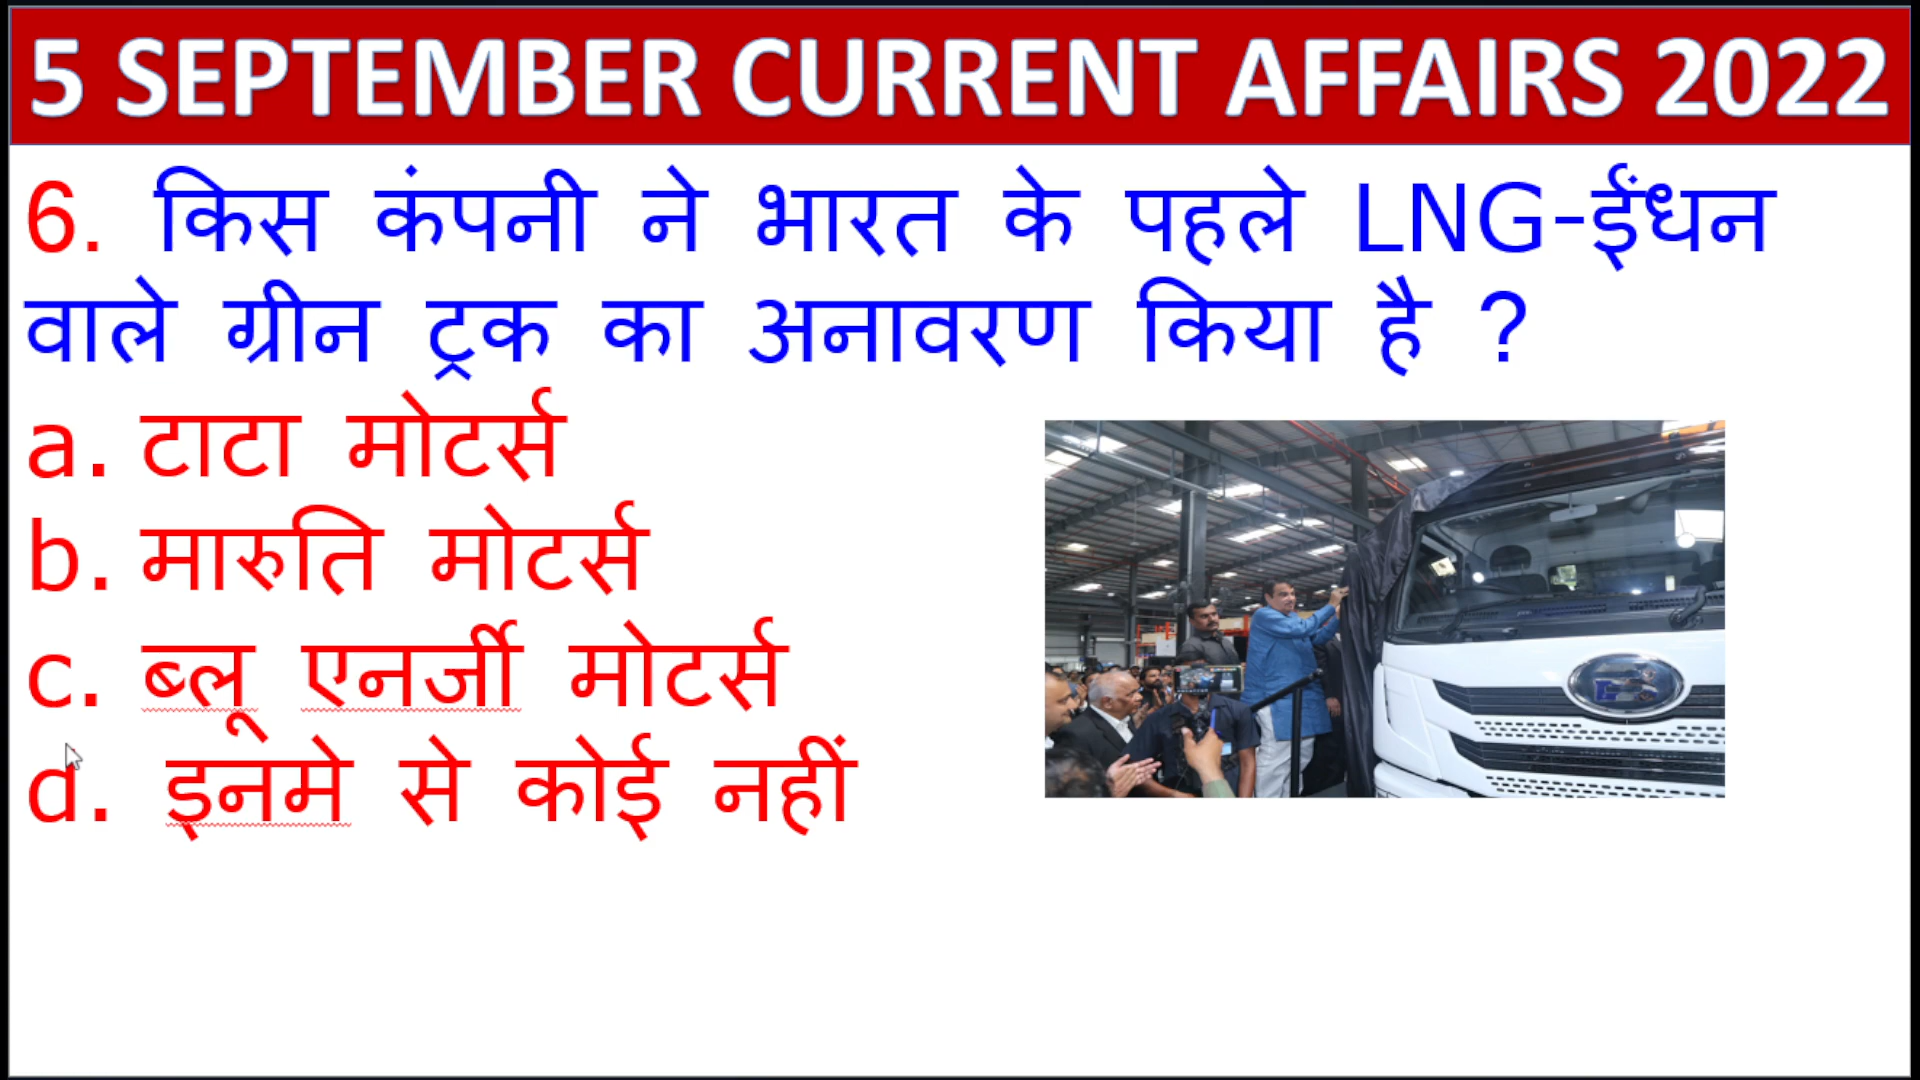 5 SEPTEMBER CURRENT AFFAIRS 2022
6. किस कंपनी ने भारत के पहले LNG-ईंधन
वाले ग्रीन ट्रक का अनावरण किया है ?
a. टाटा मोटर्स
b. मारुति मोटर्स
c. ब्लू एनर्जी मोटर्स
d. इनमे से कोई नहीं